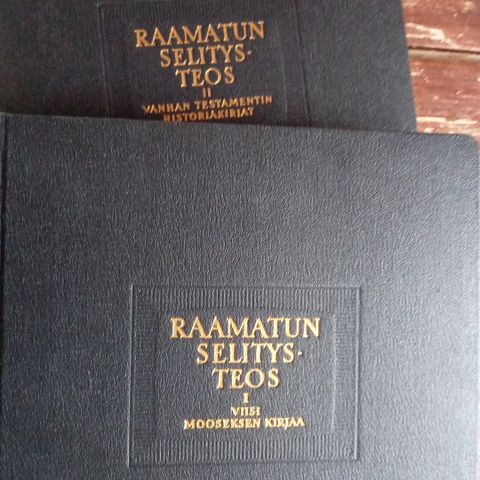 RAAMATUN
SELITYS-
TEOS
II
VANHAN TESTAMENTIN
HISTORIAKIRJAT
RAAMATUN
SELITYS-
TEOS
I
VIISI
MOOSEKSEN KIRJAA